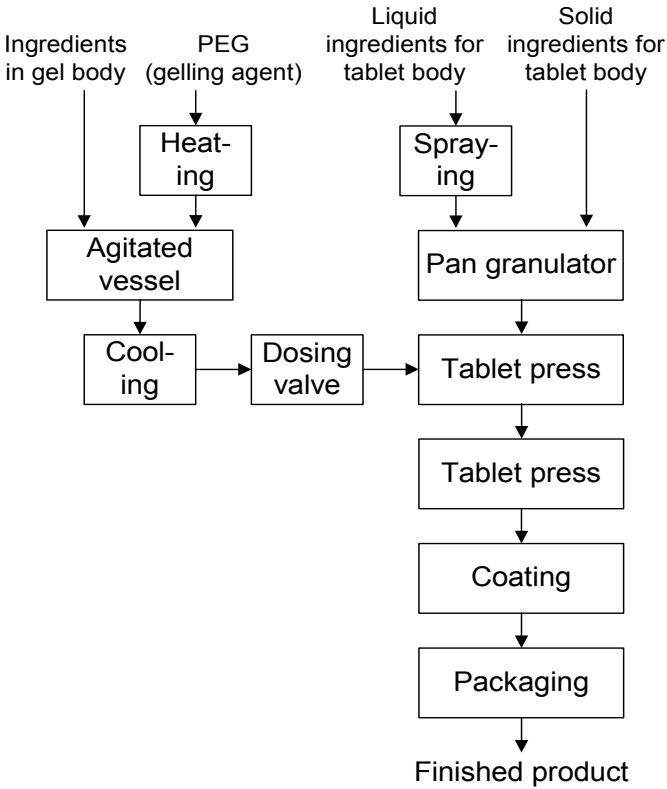 Ingredients
in gel body
PEG
(gelling agent)
Liquid
ingredients for
tablet body
Solid
ingredients for
tablet body
Heat-
ing
Spray-
ing
Agitated
vessel
Pan granulator
Cool-
ing
Dosing
valve
Tablet press
Tablet press
Coating
Packaging
Finished product